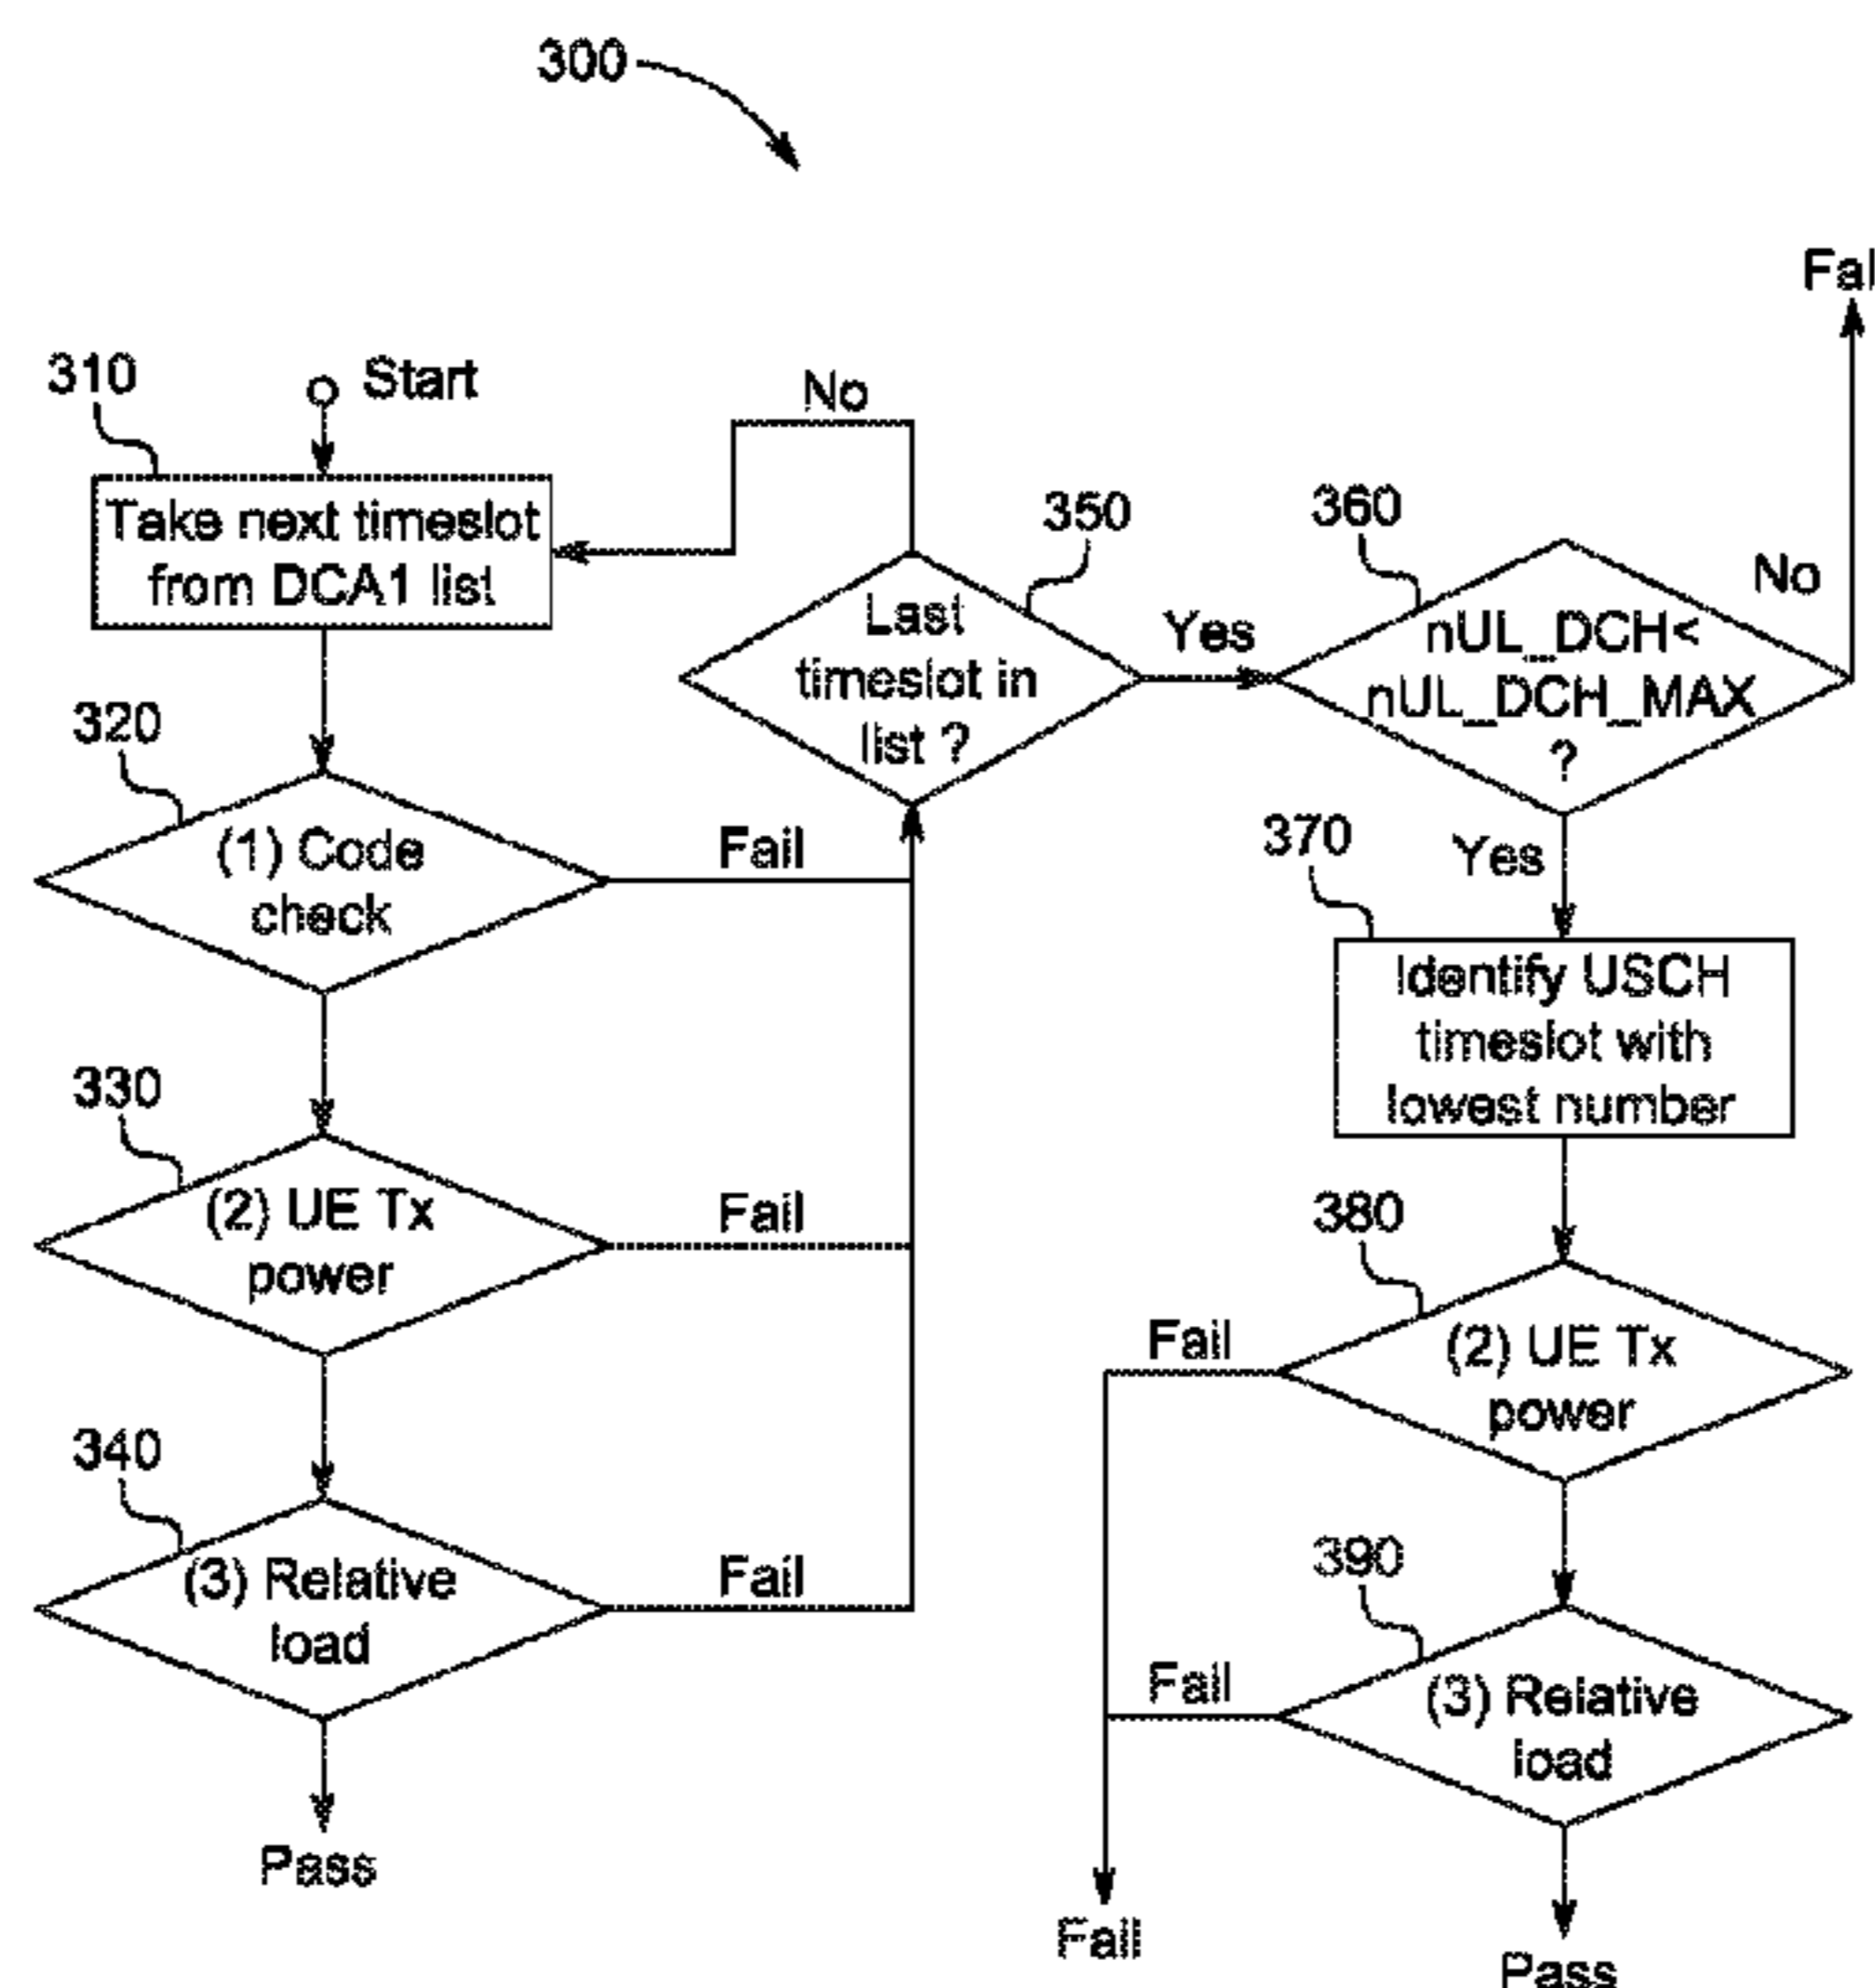 300
310
Start
Take next timeslot
from DCA1 list
No
320
(1) Code
check
Fail
330
(2) UE Tx
power
Fail
340
(3) Relative
load
Fail
Pass
350
Last
timeslot in
list ?
Yes
360
nUL_DCH<
nUL_DCH_MAX
?
No
Fail
Yes
370
Identify USCH
timeslot with
lowest number
380
(2) UE Tx
power
Fail
390
(3) Relative
load
Fail
Fail
Pass